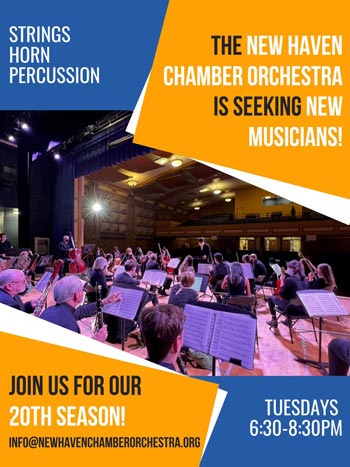 STRINGS
HORN
PERCUSSION
THE NEW HAVEN
CHAMBER ORCHESTRA
IS SEEKING NEW
MUSICIANS!
JOIN US FOR OUR
20TH SEASON!
INFO@NEWHAVENCHAMBERORCHESTRA.ORG
TUESDAYS
6:30-8:30PM